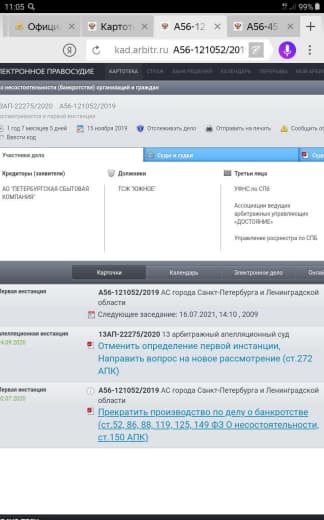 11:05
99%
Офици
Картот
А56-12
А56-45
Я
kad.arbitr.ru А56-121052/201
ЛЕКТРОННОЕ ПРАВОСУДИЕ
КАРТОТЕКА
КАЛЕНДАРЬ
о несостоятельности (банкротстве) организаций и граждан
3АП-22275/2020 А56-121052/2019
рассматривается в первой инстанции
1 год 7 месяцев 5 дней
15 ноября 2019
Отслеживать дело
Отправить на печать
Сообщить об
Ввести код
Участники дела
Судьи и судьи
Суде
Кредиторы (заявители)
Должники
Третьи лица
АО "ПЕТЕРБУРГСКАЯ СБЫТОВАЯ
КОМПАНИЯ"
ТСЖ "ЮЖНОЕ"
УФНС по СПб
Ассоциации ведущих
арбитражных управляющих
«ДОСТОЯНИЕ»
Управление росреестра по СПб
Карточки
Календарь
Электронное дело
Онлай
Первая инстанция
А56-121052/2019 АС города Санкт-Петербурга и Ленинградской
области
Следующее заседание: 16.07.2021, 14:10 , 2009
пелляционная инстанция
4.09.2020
13АП-22275/2020 13 арбитражный апелляционный суд
Отменить определение первой инстанции,
Направить вопрос на новое рассмотрение (ст.272
АПК)
Первая инстанция
0.07.2020
А56-121052/2019 АС города Санкт-Петербурга и Ленинградской
области
Прекратить производство по делу о банкротстве
(ст.52, 86, 88, 119, 125, 149 ФЗ О несостоятельности,
ст.150 АПК)